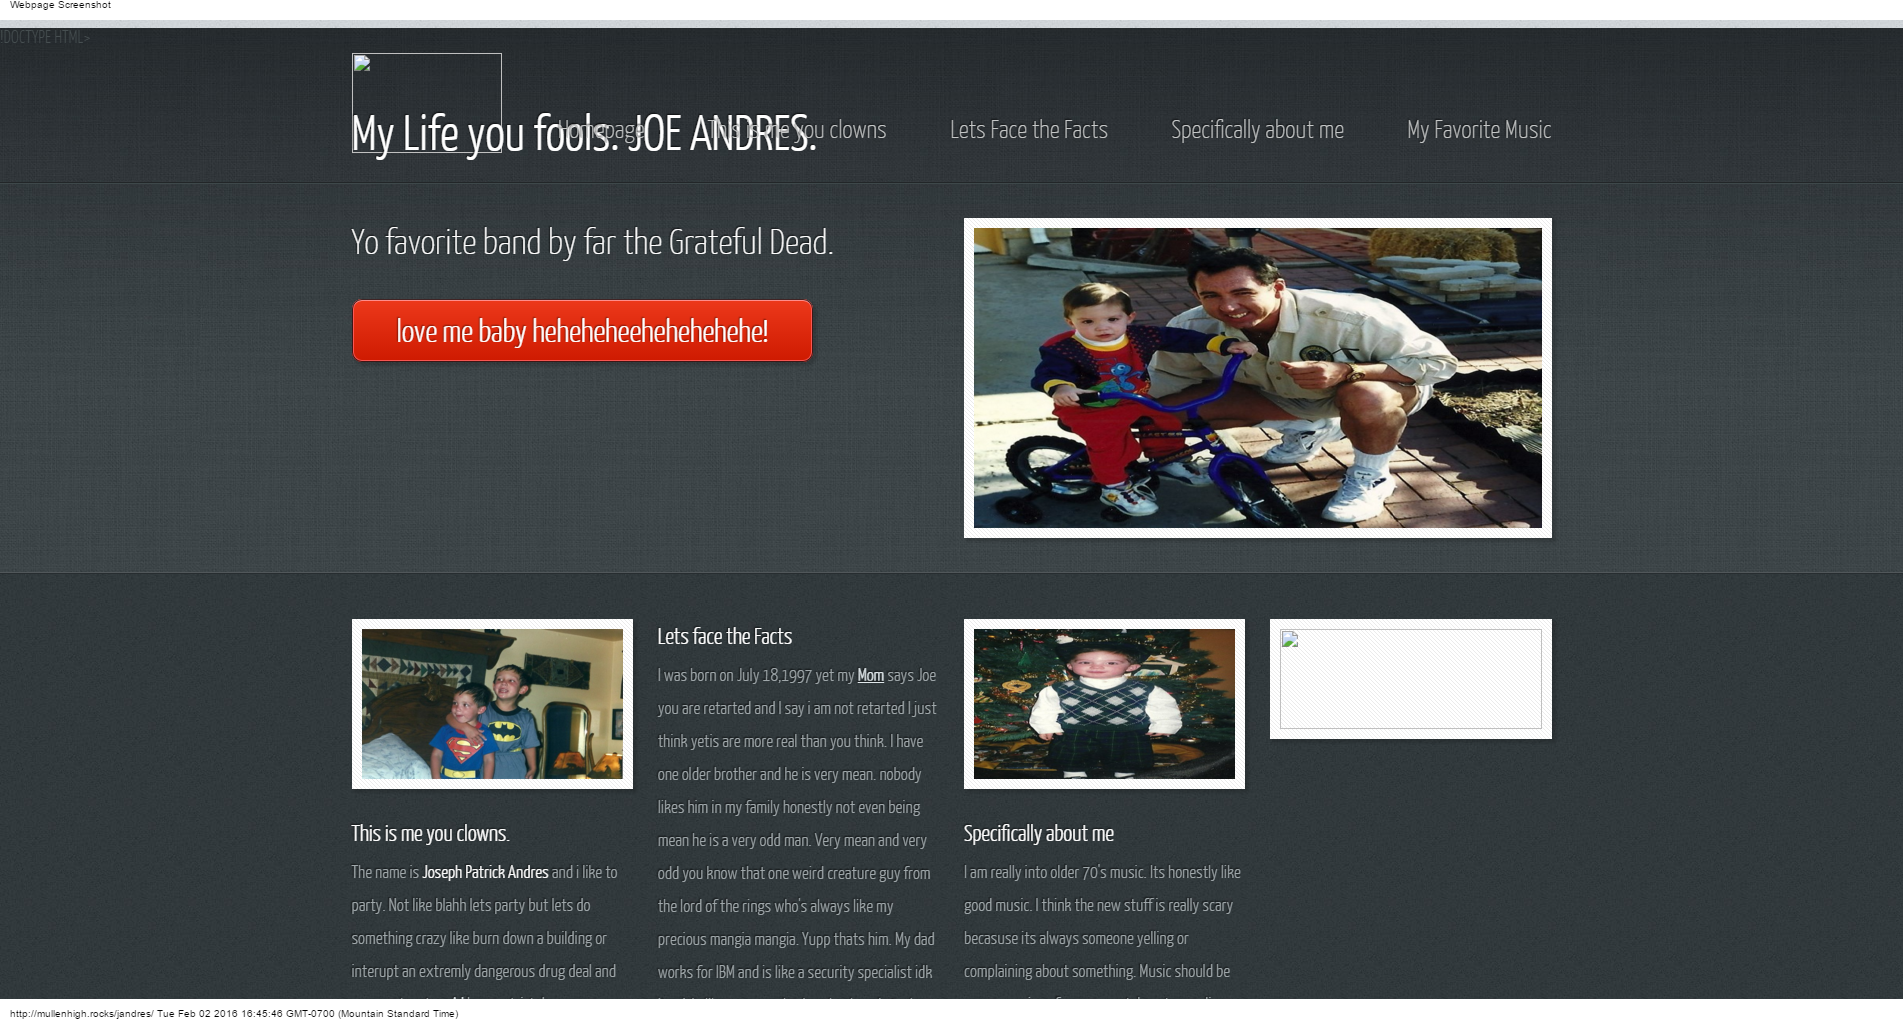 Webpage Screenshot
!DOCTYPE HTML>
My Life you fools. JOE ANDRES.
Homepage
This is me you clowns
Lets Face the Facts
Specifically about me
My Favorite Music
Yo favorite band by far the Grateful Dead.
love me baby heheheheehehehehehe!
Lets face the Facts
I was born on July 18,1997 yet my Mom says Joe
you are retarted and I say i am not retarted I just
think yetis are more real than you think. I have
one older brother and he is very mean. nobody
likes him in my family honestly not even being
mean he is a very odd man. Very mean and very
odd you know that one weird creature guy from
the lord of the rings who's always like my
precious mangia mangia. Yupp thats him. My dad
works for IBM and is like a security specialist idk
This is me you clowns.
The name is Joseph Patrick Andres and i like to
party. Not like blahh lets party but lets do
something crazy like burn down a building or
interupt an extremly dangerous drug deal and
Specifically about me
I am really into older 70's music. Its honestly like
good music. I think the new stuff is really scary
becasuse its always someone yelling or
complaining about something. Music should be
http://mullenhigh.rocks/jandres/ Tue Feb 02 2016 16:45:46 GMT-0700 (Mountain Standard Time)